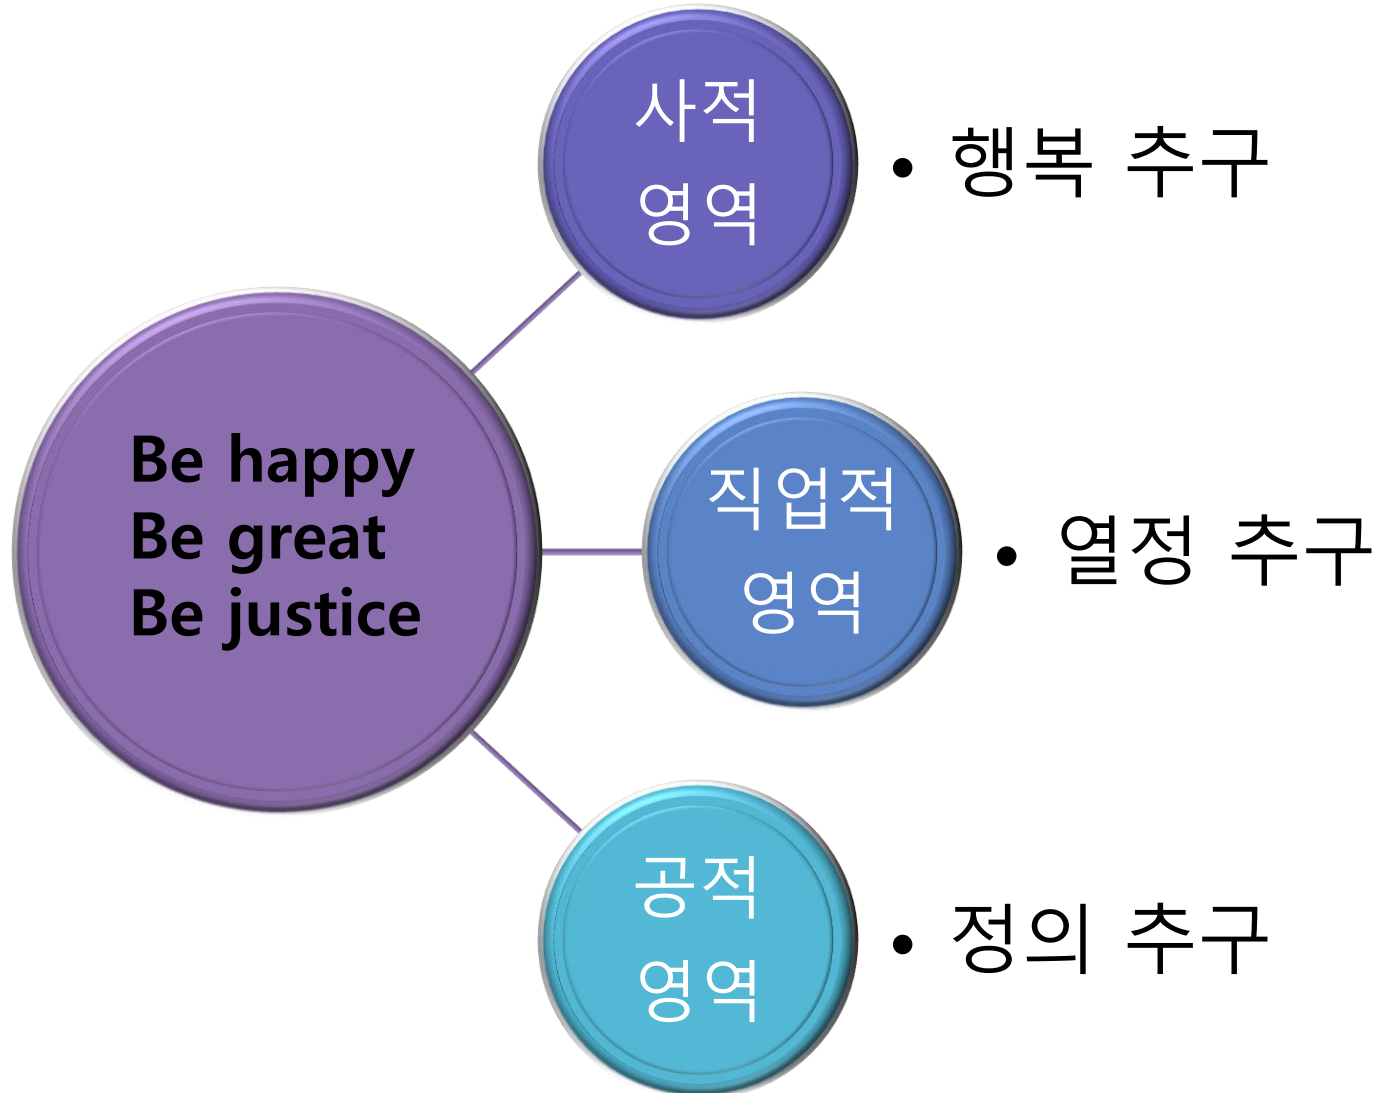 Be happy
Be great
Be justice
사적
영역
• 행복 추구
직업적
영역
• 열정 추구
공적
영역
• 정의 추구